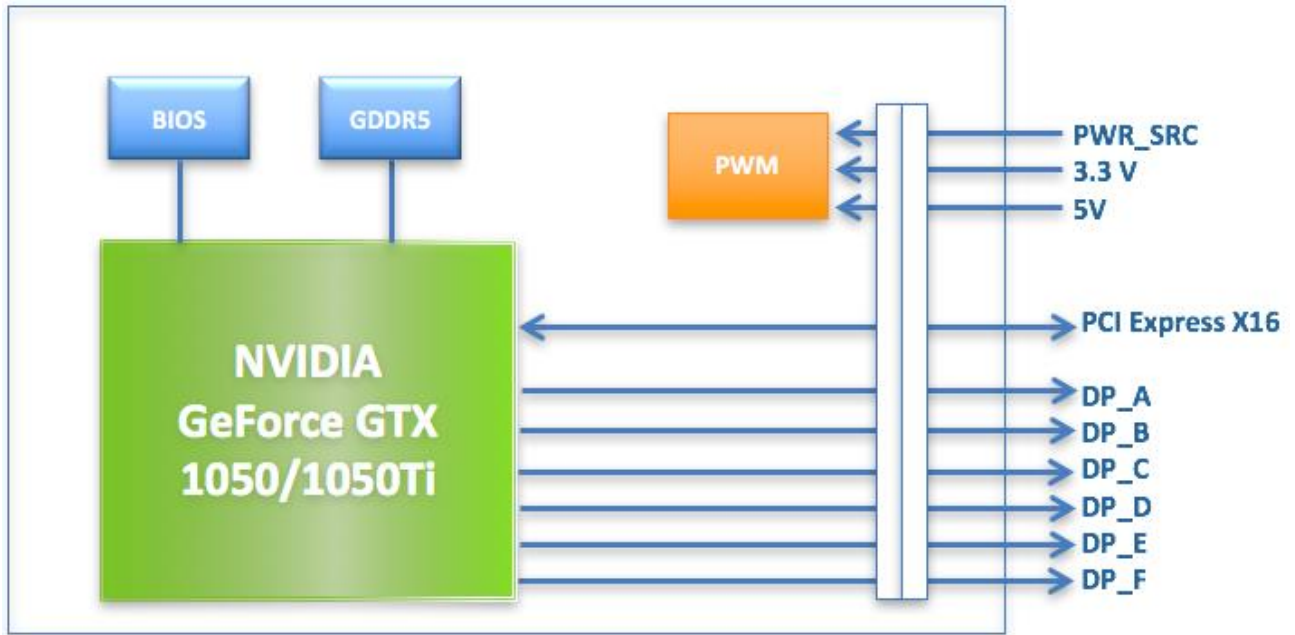 BIOS
GDDR5
PWM
PWR_SRC
3.3 V
5V
NVIDIA
GeForce GTX
1050/1050Ti
PCI Express X16
DP_A
DP_B
DP_C
DP_D
DP_E
DP_F